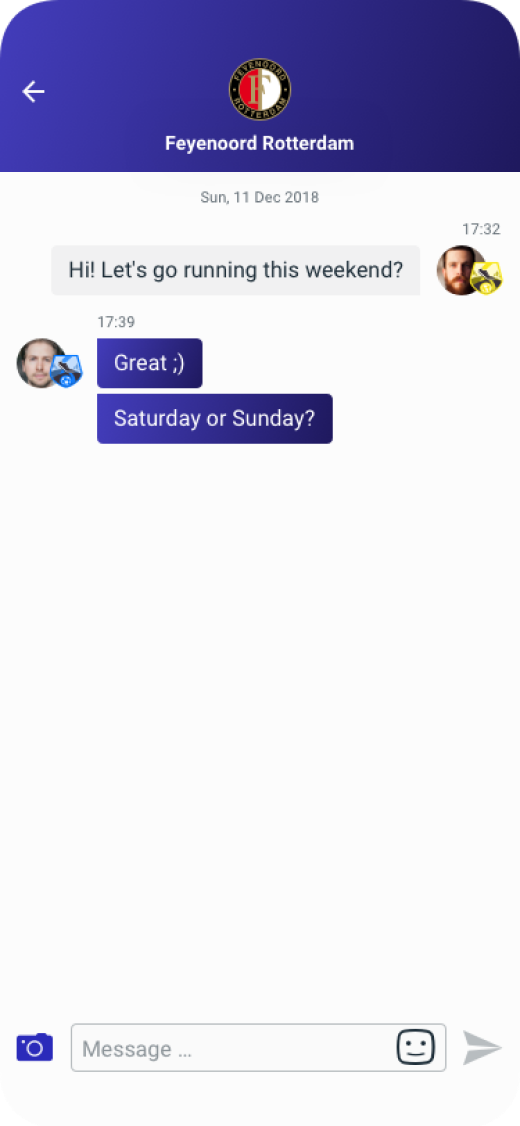 FEYENOORD
ROTTERDAM
Feyenoord Rotterdam
Sun, 11 Dec 2018
17:32
Hi! Let's go running this weekend?
17:39
Great ;)
Saturday or Sunday?
Message ...